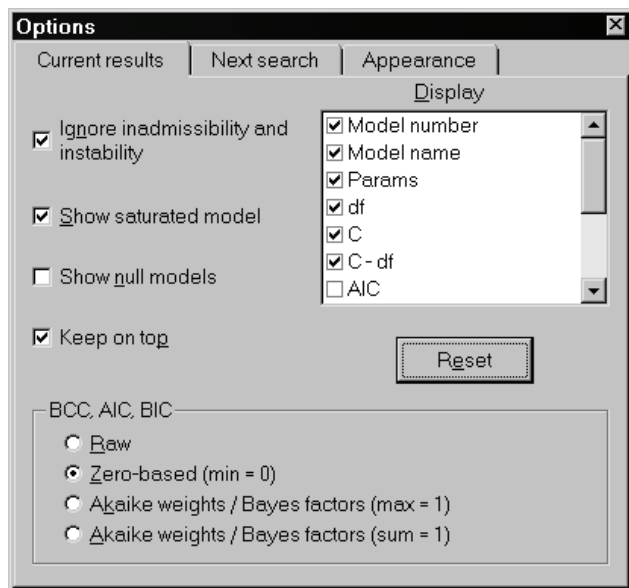 Options
Current results
Next search
Appearance
Display
Ignore inadmissibility and
instability
Show saturated model
Show null models
Keep on top
Model number
Model name
Params
df
C
C - df
AIC
Reset
BCC, AIC, BIC
Raw
Zero-based (min = 0)
Akaike weights / Bayes factors (max = 1)
Akaike weights / Bayes factors (sum = 1)